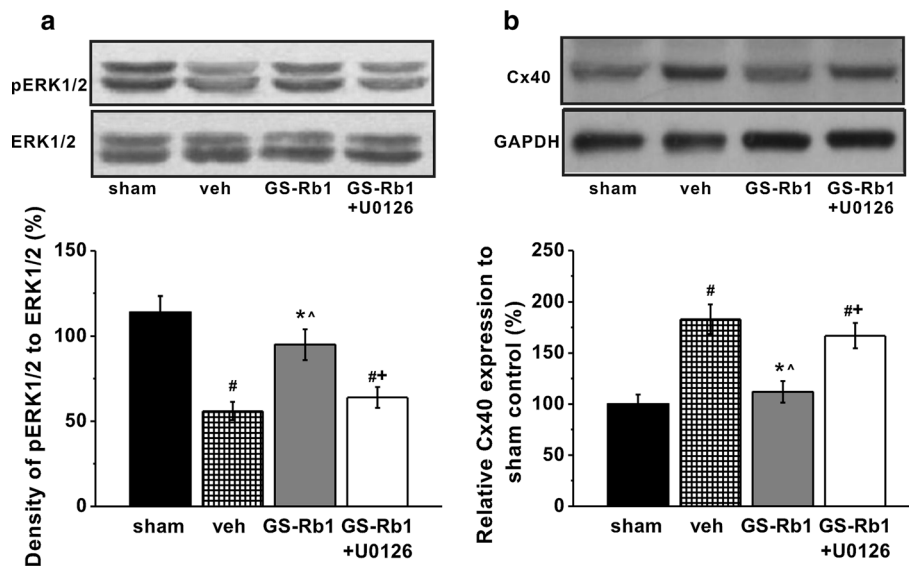 a
pERK1/2
ERK1/2
sham veh GS-Rb1 GS-Rb1
+U0126
Density of pERK1/2 to ERK1/2 (%)
150
100
50
0
#
*^
#+
sham veh GS-Rb1 GS-Rb1
+U0126
b
Cx40
GAPDH
sham veh GS-Rb1 GS-Rb1
+U0126
Relative Cx40 expression to
sham control (%)
250
200
150
100
50
0
#
*^
#+
sham veh GS-Rb1 GS-Rb1
+U0126